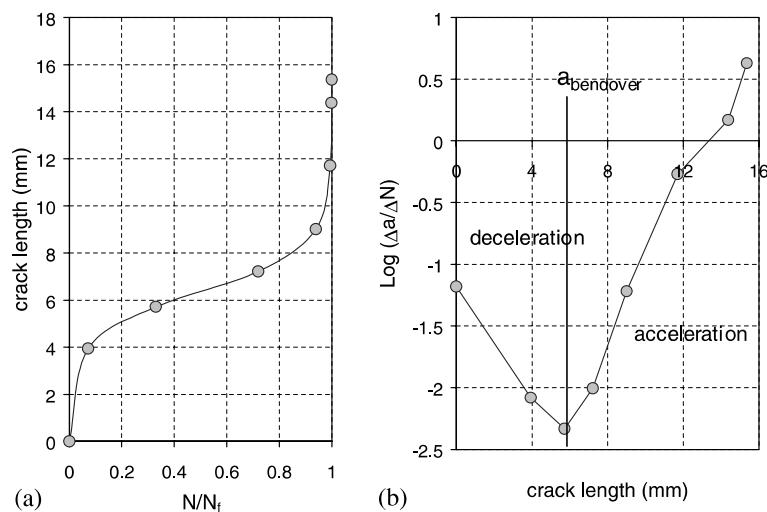 18
16
14
12
10
8
6
4
2
0
crack length (mm)
0 0.2 0.4 0.6 0.8 1
N/Nf
(a)
1
0.5
0
-0.5
-1
-1.5
-2
-2.5
Log (Δa/ΔN)
0 4 8 12 16
abendover
deceleration
acceleration
crack length (mm)
(b)